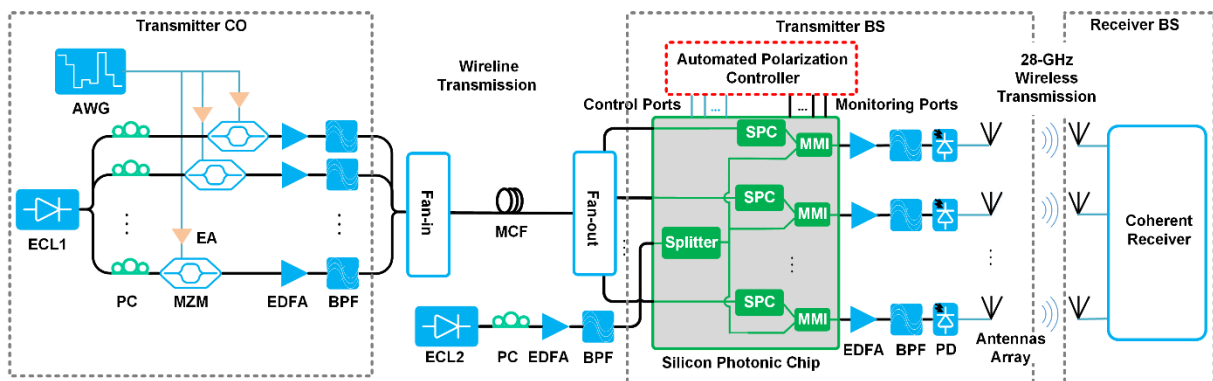 Transmitter CO
AWG
ECL1
EA
PC
MZM
EDFA
BPF
Wireline
Transmission
Fan-in
MCF
Fan-out
ECL2
PC
EDFA
BPF
Transmitter BS
Automated Polarization
Controller
Control Ports
...
...
Monitoring Ports
SPC
MMI
SPC
MMI
Splitter
SPC
MMI
Silicon Photonic Chip
EDFA
BPF
PD
Antennas
Array
28-GHz
Wireless
Transmission
Receiver BS
Coherent
Receiver